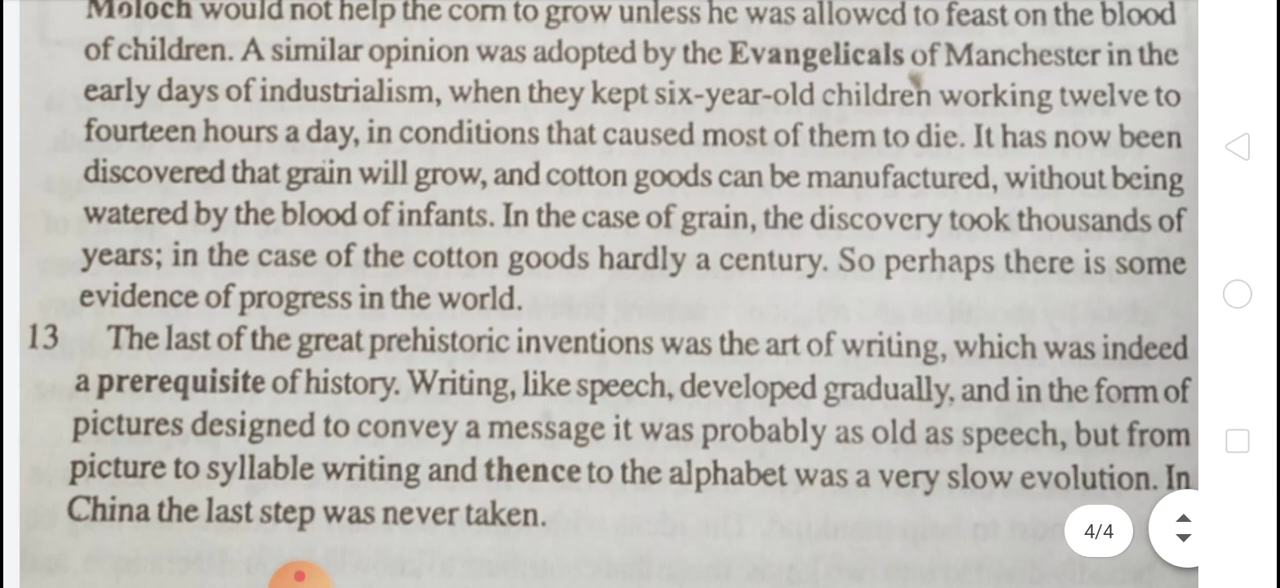 Moloch would not help the corn to grow unless he was allowed to feast on the blood
of children. A similar opinion was adopted by the Evangelicals of Manchester in the
early days of industrialism, when they kept six-year-old children working twelve to
fourteen hours a day, in conditions that caused most of them to die. It has now been
discovered that grain will grow, and cotton goods can be manufactured, without being
watered by the blood of infants. In the case of grain, the discovery took thousands of
years; in the case of the cotton goods hardly a century. So perhaps there is some
evidence of progress in the world.
13 The last of the great prehistoric inventions was the art of writing, which was indeed
a prerequisite of history. Writing, like speech, developed gradually, and in the form of
pictures designed to convey a message it was probably as old as speech, but from
picture to syllable writing and thence to the alphabet was a very slow evolution. In
China the last step was never taken.
4/4